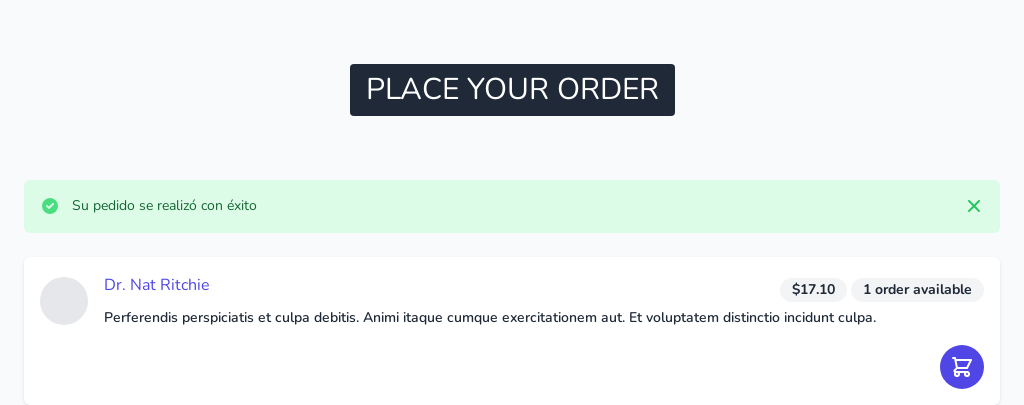 PLACE YOUR ORDER
Su pedido se realizó con éxito
Dr. Nat Ritchie
$17.10
1 order available
Perferendis perspiciatis et culpa debitis. Animi itaque cumque exercitationem aut. Et voluptatem distinctio incidunt culpa.